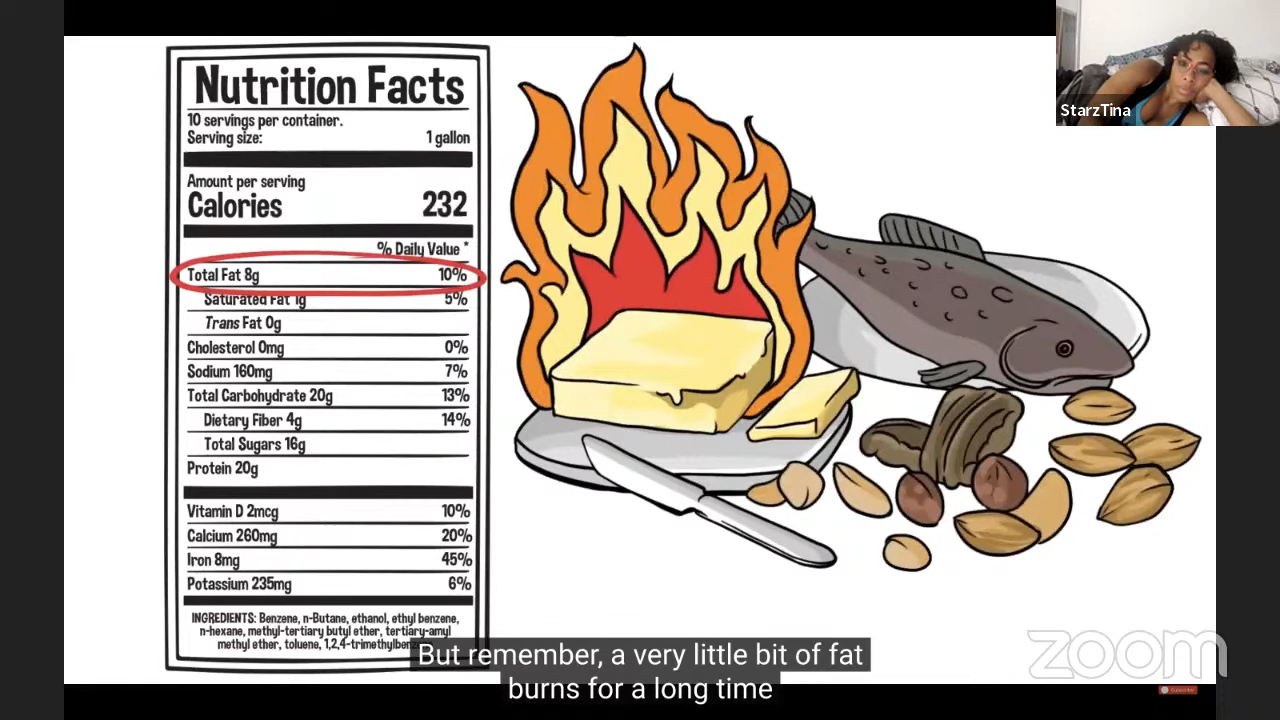 Nutrition Facts
10 servings per container.
Serving size: 1 gallon
Amount per serving
Calories 232
% Daily Value *
Total Fat 8g 10%
Saturated Fat 1g 5%
Trans Fat 0g
Cholesterol 0mg 0%
Sodium 160mg 7%
Total Carbohydrate 20g 13%
Dietary Fiber 4g 14%
Total Sugars 16g
Protein 20g
Vitamin D 2mcg 10%
Calcium 260mg 20%
Iron 8mg 45%
Potassium 235mg 6%
INGREDIENTS: Benzene, n-Butane, ethanol, ethyl benzene,
n-hexane, methyl-tertiary butyl ether, tertiary-amyl
methyl ether, toluene,
But remember, a very little bit of fat
burns for a long time
StarzTina
zoom
Subscribe